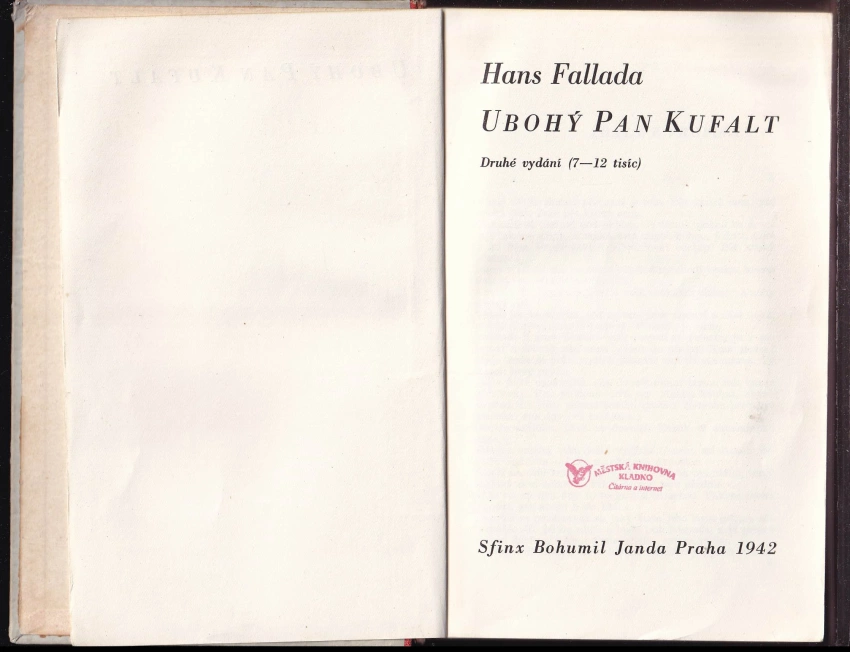 Hans Fallada
UBOHÝ PAN KUFALT
Druhé vydání (7—12 tisíc)
MĚSTSKÁ KNIHOVNA
KLADNO
Čítárna a internet
Sfinx Bohumil Janda Praha 1942